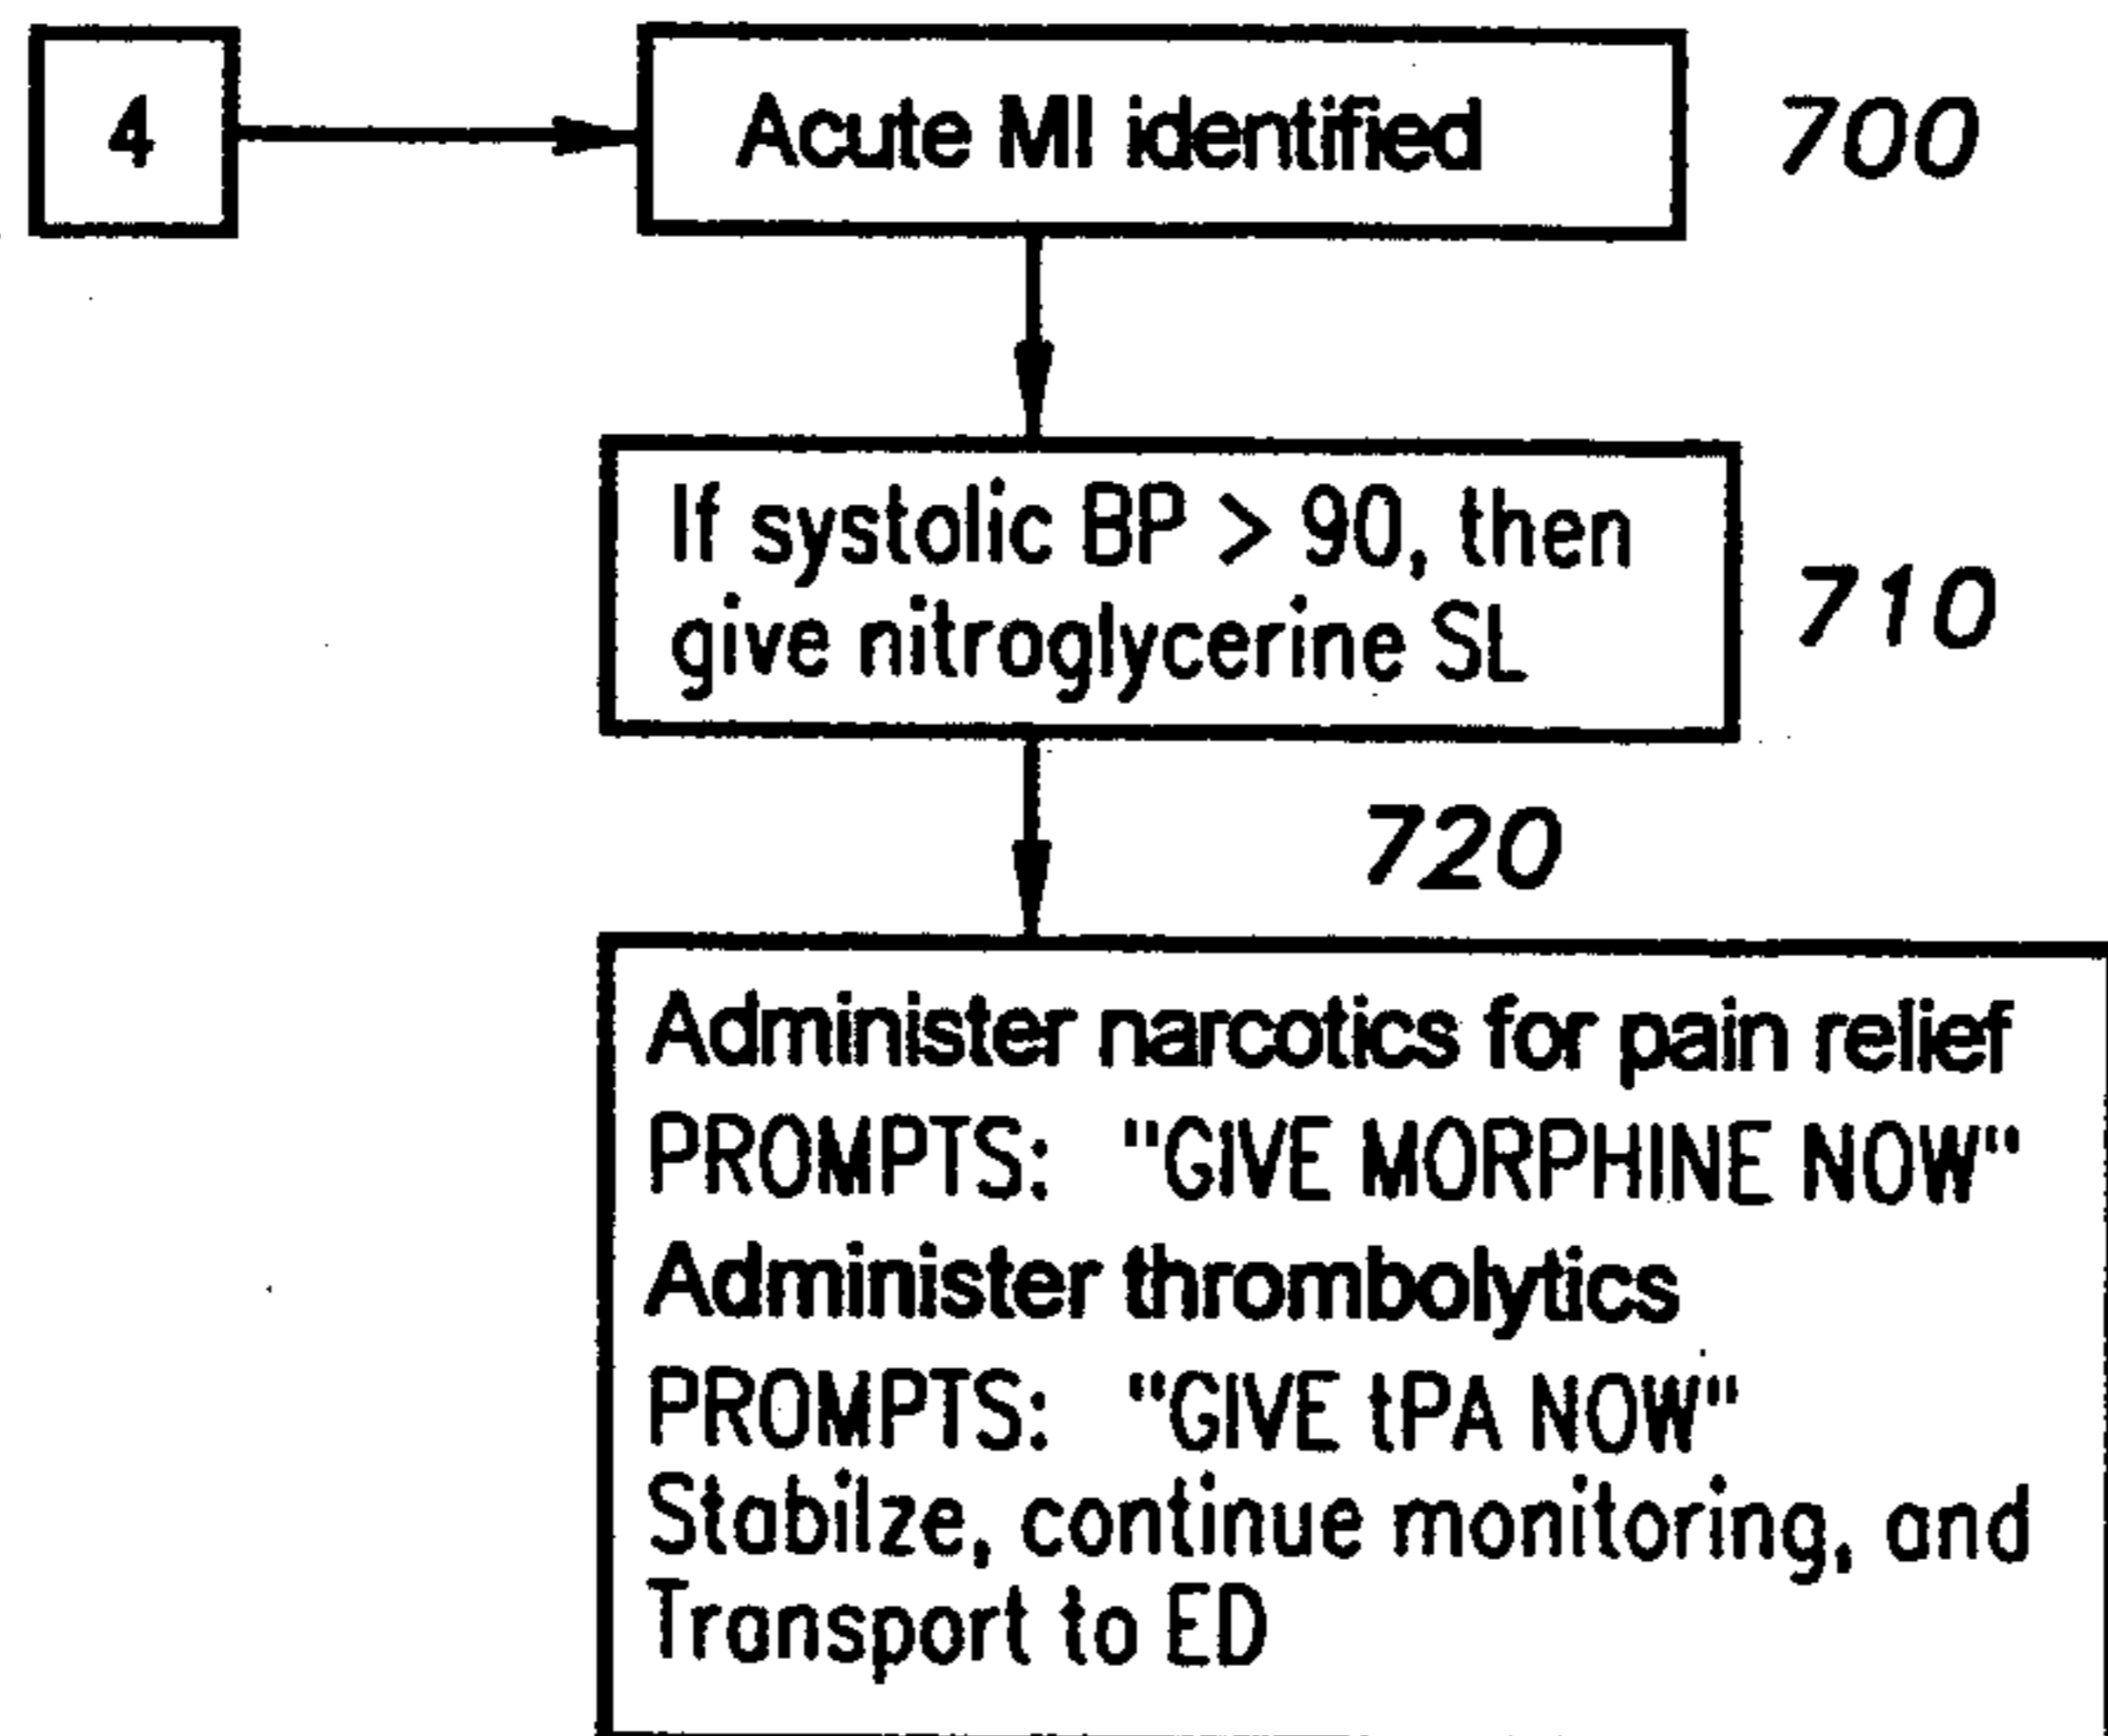 4
Acute MI identified
700
If systolic BP > 90, then
give nitroglycerine SL
710
720
Administer narcotics for pain relief
PROMPTS: "GIVE MORPHINE NOW"
Administer thrombolytics
PROMPTS: "GIVE tPA NOW"
Stabilze, continue monitoring, and
Transport to ED